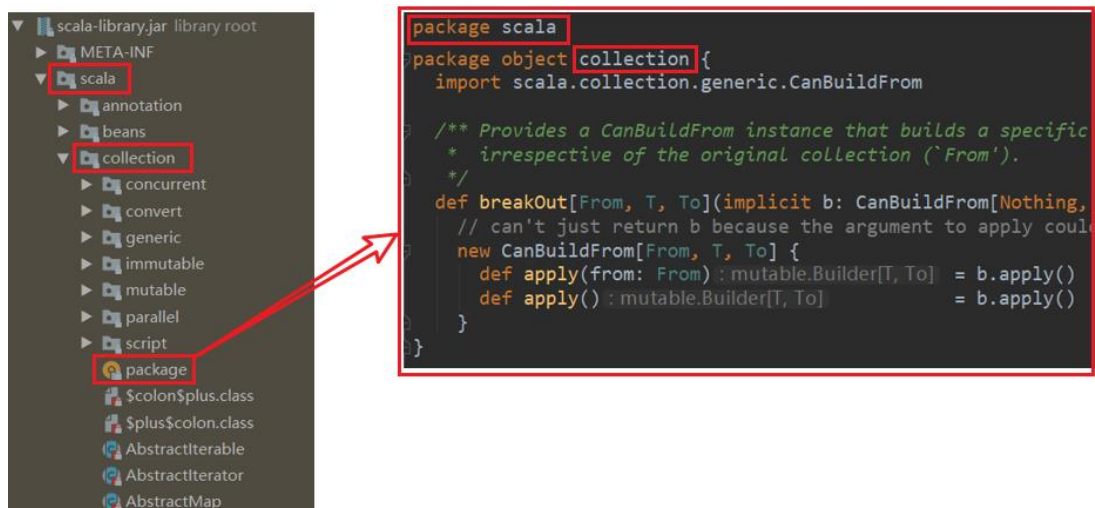 scala-library.jar library root
META-INF
scala
annotation
beans
collection
concurrent
convert
generic
immutable
mutable
parallel
script
package
$colon$plus.class
$plus$colon.class
AbstractIterable
AbstractIterator
AbstractMap
package scala
package object collection {
import scala.collection.generic.CanBuildFrom
/** Provides a CanBuildFrom instance that builds a specific
* irrespective of the original collection (`From').
*/
def breakOut[From, T, To](implicit b: CanBuildFrom[Nothing,
// can't just return b because the argument to apply coul
new CanBuildFrom[From, T, To] {
def apply(from: From) : mutable.Builder[T, To] = b.apply()
def apply() : mutable.Builder[T, To] = b.apply()
}
}